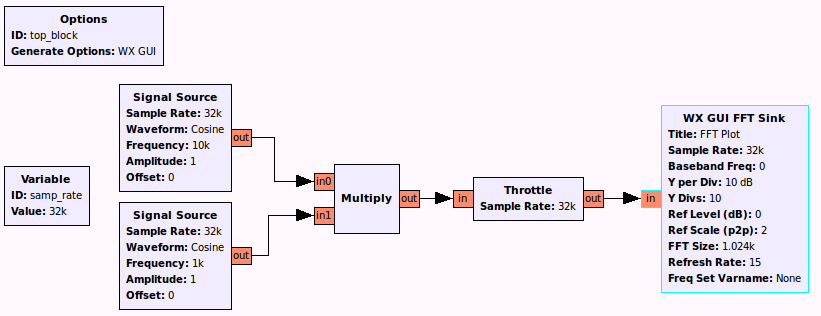 Options
ID: top_block
Generate Options: WX GUI
Variable
ID: samp_rate
Value: 32k
Signal Source
Sample Rate: 32k
Waveform: Cosine
Frequency: 10k
Amplitude: 1
Offset: 0
out
Signal Source
Sample Rate: 32k
Waveform: Cosine
Frequency: 1k
Amplitude: 1
Offset: 0
out
in0
in1
Multiply
out
in
Throttle
Sample Rate: 32k
out
in
WX GUI FFT Sink
Title: FFT Plot
Sample Rate: 32k
Baseband Freq: 0
Y per Div: 10 dB
Y Divs: 10
Ref Level (dB): 0
Ref Scale (p2p): 2
FFT Size: 1.024k
Refresh Rate: 15
Freq Set Varname: None